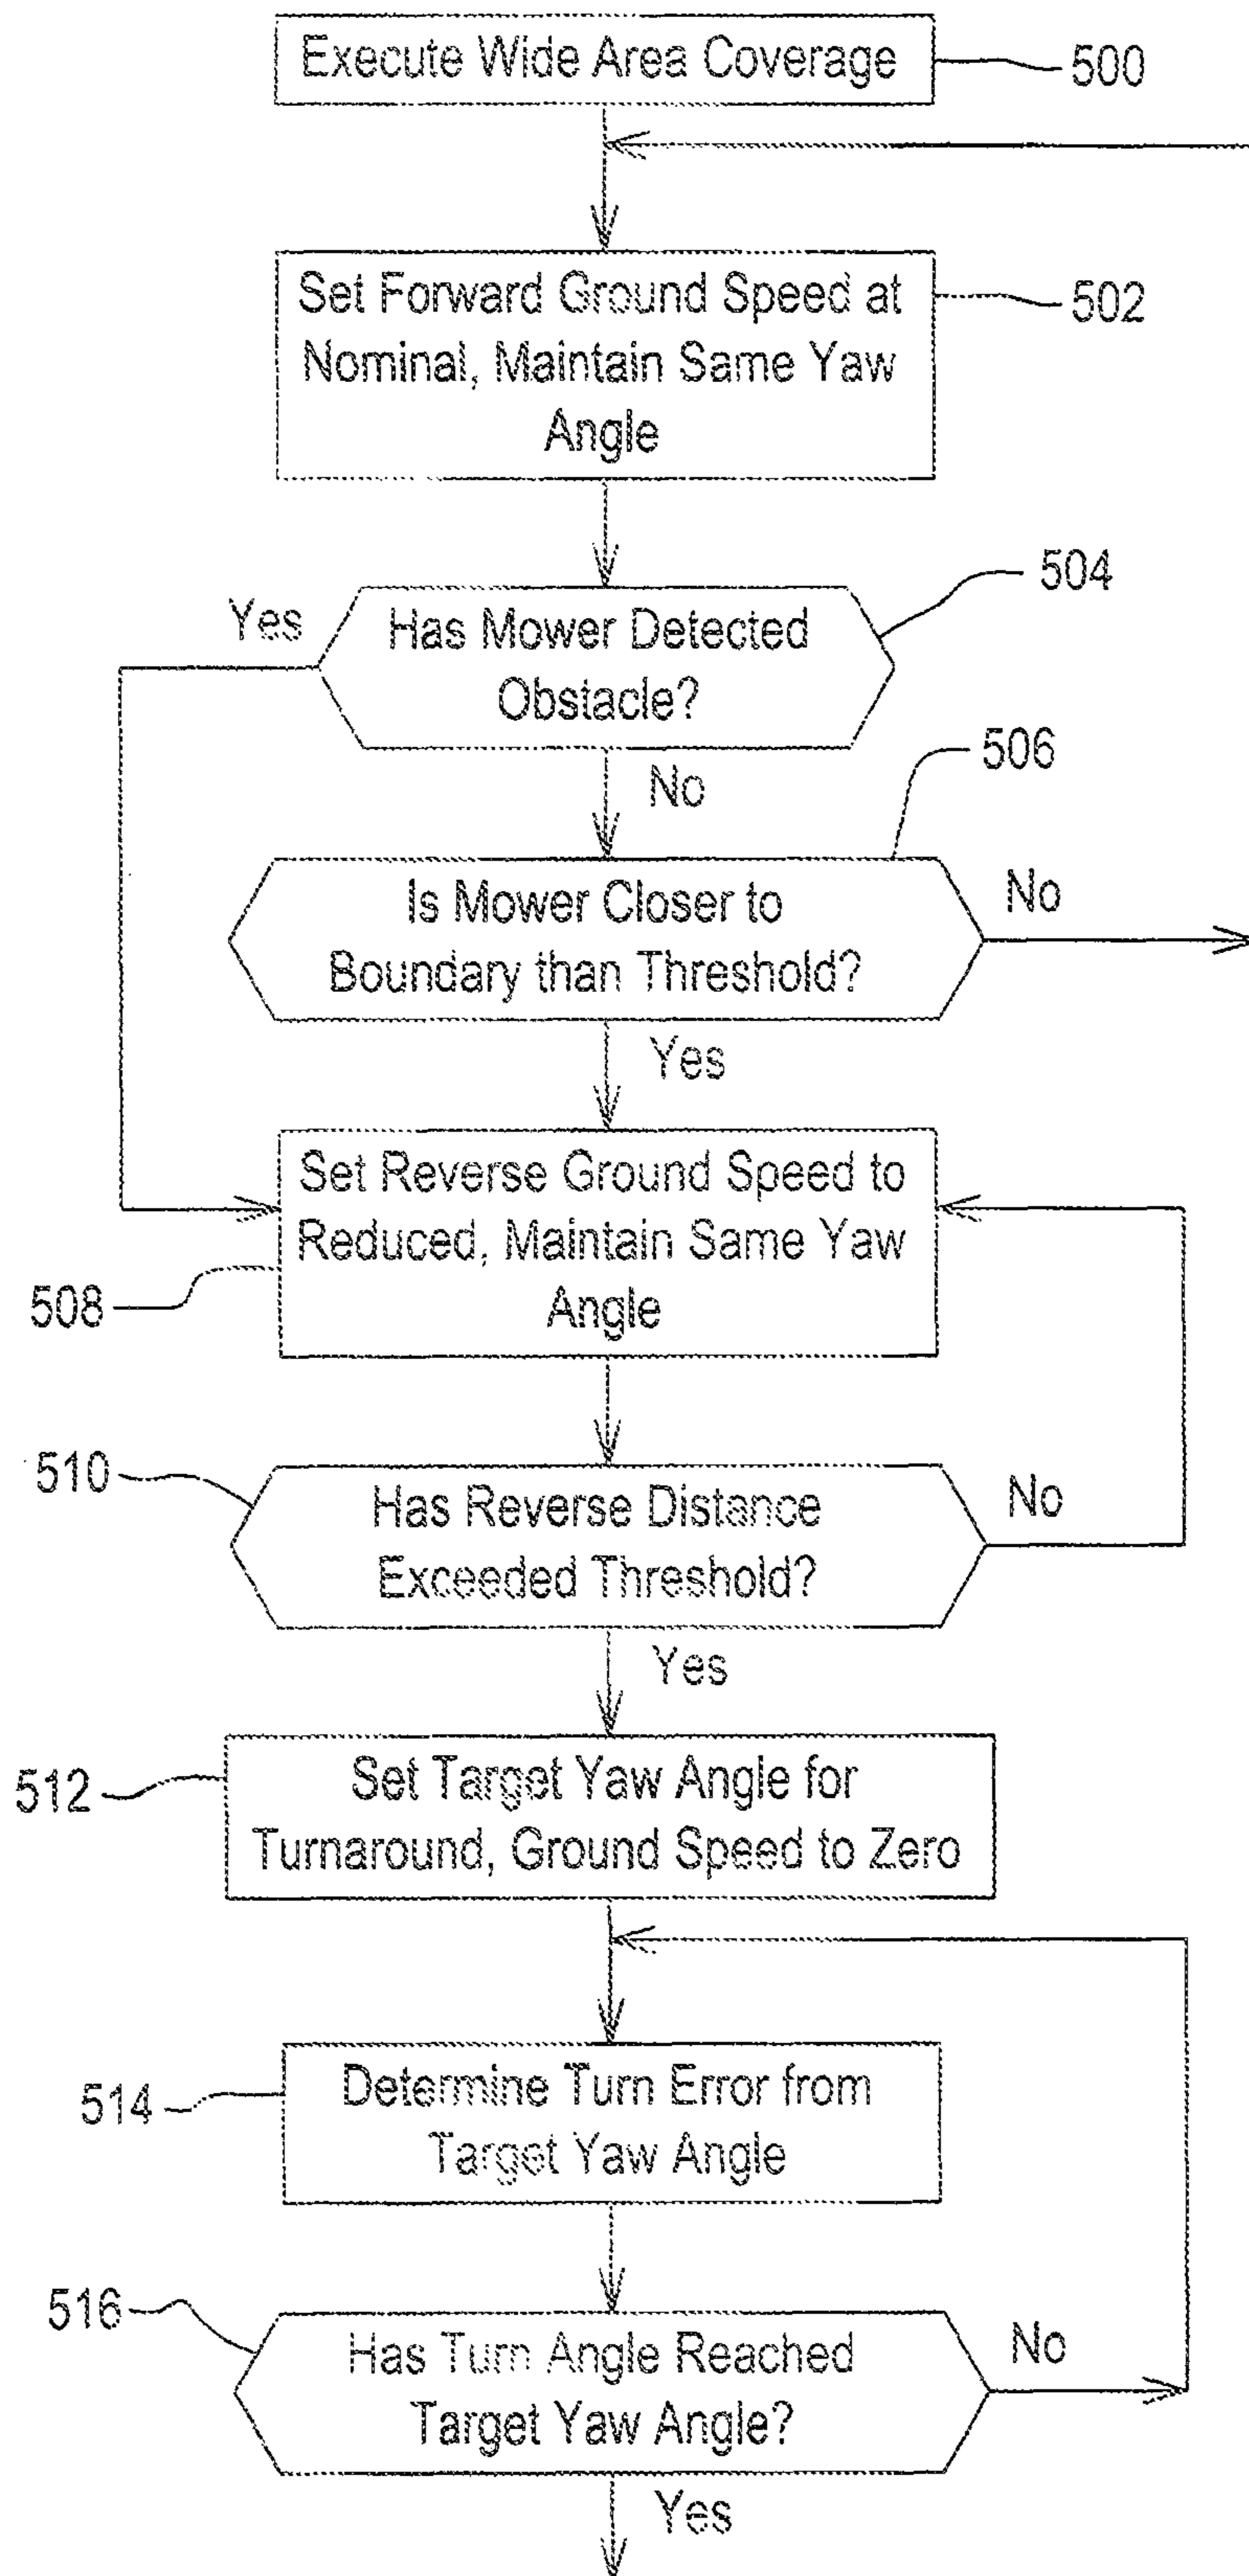 Execute Wide Area Coverage
500
Set Forward Ground Speed at
Nominal, Maintain Same Yaw
Angle
502
504
Yes
Has Mower Detected
Obstacle?
No
506
Is Mower Closer to
Boundary than Threshold?
No
Yes
Set Reverse Ground Speed to
Reduced, Maintain Same Yaw
Angle
508
510
Has Reverse Distance
Exceeded Threshold?
No
Yes
512
Set Target Yaw Angle for
Turnaround, Ground Speed to Zero
514
Determine Turn Error from
Target Yaw Angle
516
Has Turn Angle Reached
Target Yaw Angle?
No
Yes